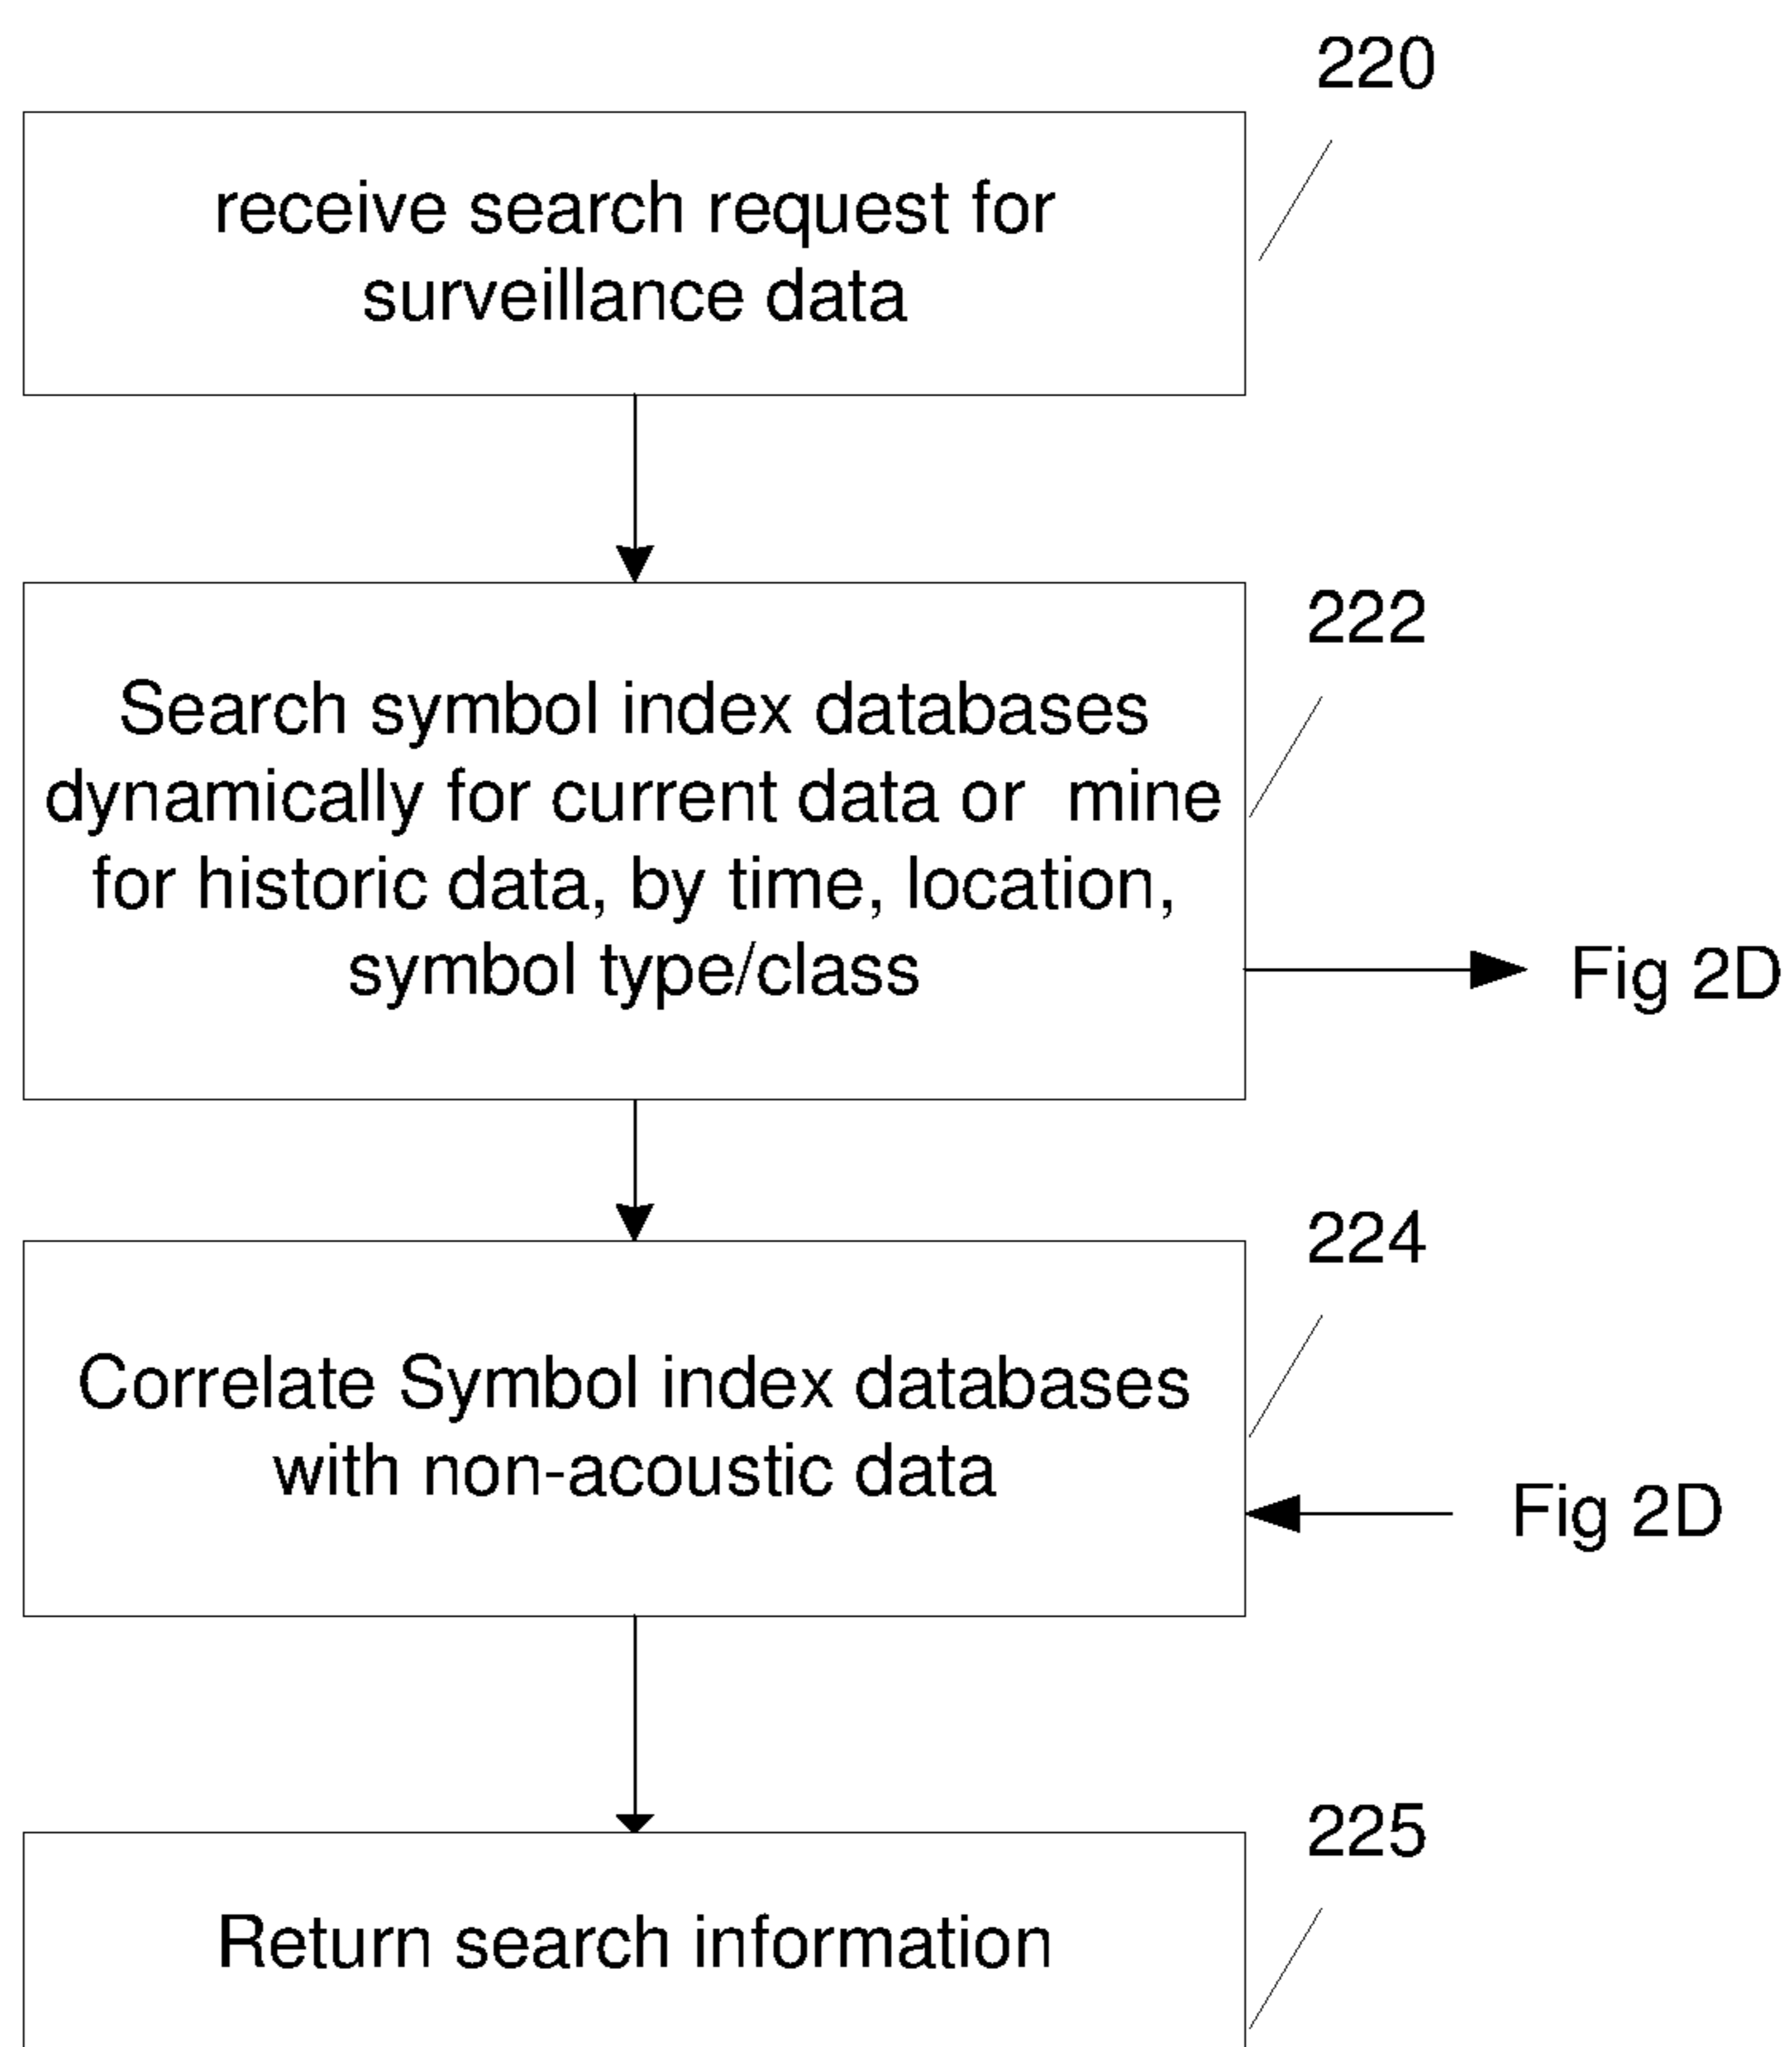 220
receive search request for
surveillance data
222
Search symbol index databases
dynamically for current data or mine
for historic data, by time, location,
symbol type/class
Fig 2D
224
Correlate Symbol index databases
with non-acoustic data
Fig 2D
225
Return search information